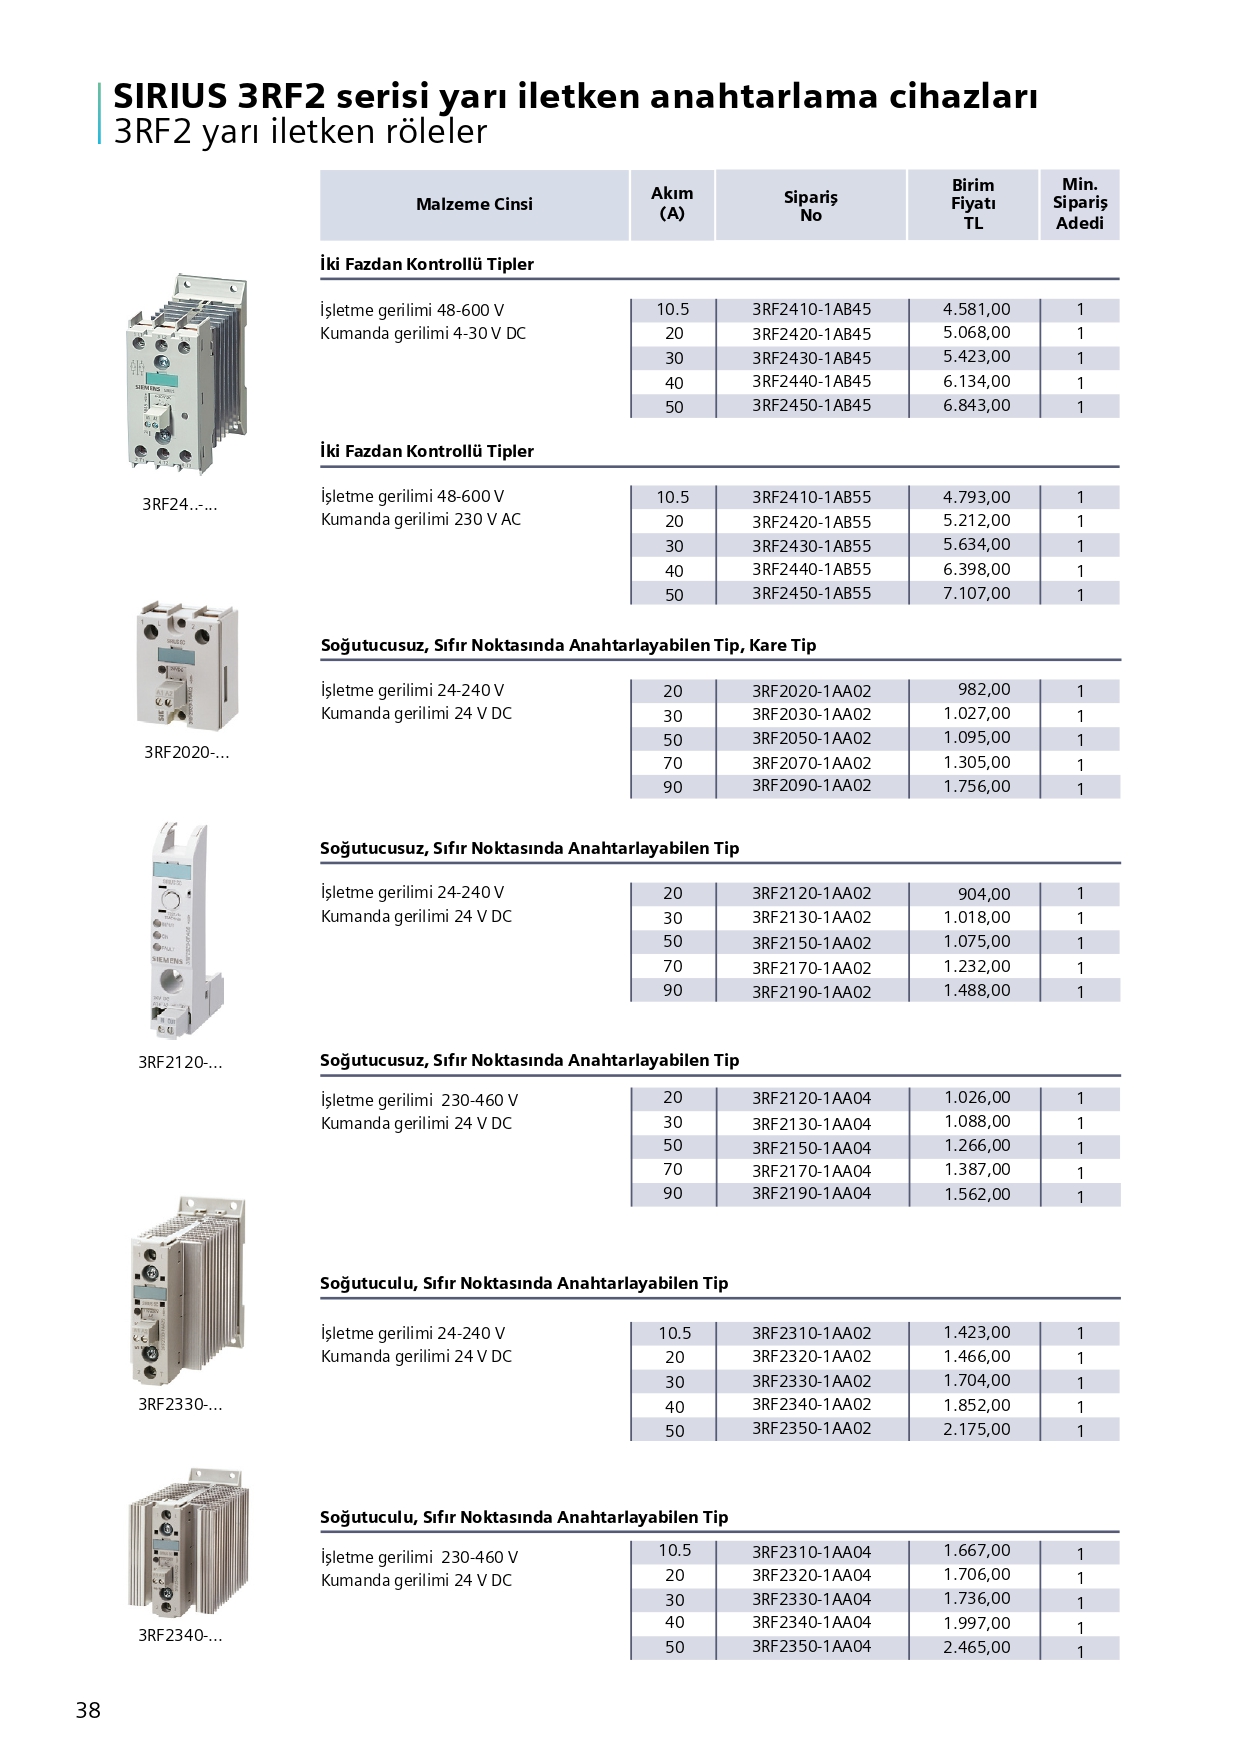 SIRIUS 3RF2 serisi yarı iletken anahtarlama cihazları
3RF2 yarı iletken röleler
Malzeme Cinsi Akım (A) Sipariş No Birim Fiyatı TL Min. Sipariş Adedi
İki Fazdan Kontrollü Tipler
İşletme gerilimi 48-600 V 10.5 3RF2410-1AB45 4.581,00 1
Kumanda gerilimi 4-30 V DC 20 3RF2420-1AB45 5.068,00 1
30 3RF2430-1AB45 5.423,00 1
40 3RF2440-1AB45 6.134,00 1
50 3RF2450-1AB45 6.843,00 1
SIEMENS
3RF24..-...
İki Fazdan Kontrollü Tipler
İşletme gerilimi 48-600 V 10.5 3RF2410-1AB55 4.793,00 1
Kumanda gerilimi 230 V AC 20 3RF2420-1AB55 5.212,00 1
30 3RF2430-1AB55 5.634,00 1
40 3RF2440-1AB55 6.398,00 1
50 3RF2450-1AB55 7.107,00 1
Soğutucusuz, Sıfır Noktasında Anahtarlayabilen Tip, Kare Tip
İşletme gerilimi 24-240 V 20 3RF2020-1AA02 982,00 1
Kumanda gerilimi 24 V DC 30 3RF2030-1AA02 1.027,00 1
50 3RF2050-1AA02 1.095,00 1
70 3RF2070-1AA02 1.305,00 1
90 3RF2090-1AA02 1.756,00 1
3RF2020-...
Soğutucusuz, Sıfır Noktasında Anahtarlayabilen Tip
İşletme gerilimi 24-240 V 20 3RF2120-1AA02 904,00 1
Kumanda gerilimi 24 V DC 30 3RF2130-1AA02 1.018,00 1
50 3RF2150-1AA02 1.075,00 1
70 3RF2170-1AA02 1.232,00 1
90 3RF2190-1AA02 1.488,00 1
SIEMENS
3RF2120-...
Soğutucusuz, Sıfır Noktasında Anahtarlayabilen Tip
İşletme gerilimi 230-460 V 20 3RF2120-1AA04 1.026,00 1
Kumanda gerilimi 24 V DC 30 3RF2130-1AA04 1.088,00 1
50 3RF2150-1AA04 1.266,00 1
70 3RF2170-1AA04 1.387,00 1
90 3RF2190-1AA04 1.562,00 1
Soğutuculu, Sıfır Noktasında Anahtarlayabilen Tip
İşletme gerilimi 24-240 V 10.5 3RF2310-1AA02 1.423,00 1
Kumanda gerilimi 24 V DC 20 3RF2320-1AA02 1.466,00 1
30 3RF2330-1AA02 1.704,00 1
40 3RF2340-1AA02 1.852,00 1
50 3RF2350-1AA02 2.175,00 1
3RF2330-...
Soğutuculu, Sıfır Noktasında Anahtarlayabilen Tip
İşletme gerilimi 230-460 V 10.5 3RF2310-1AA04 1.667,00 1
Kumanda gerilimi 24 V DC 20 3RF2320-1AA04 1.706,00 1
30 3RF2330-1AA04 1.736,00 1
40 3RF2340-1AA04 1.997,00 1
50 3RF2350-1AA04 2.465,00 1
3RF2340-...
38